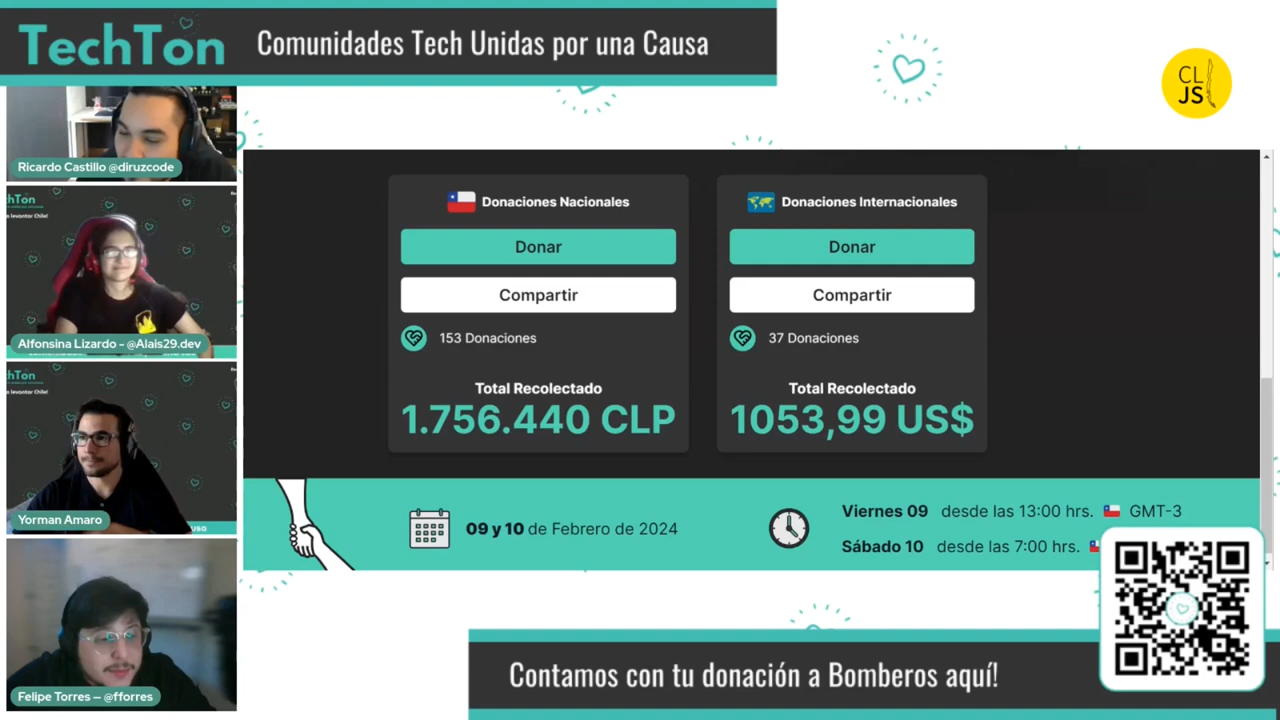 TechTon
Comunidades Tech Unidas por una Causa
CL
JS
Ricardo Castillo @diruzcode
Alfonsina Lizardo - @Alais29.dev
Yorman Amaro
Felipe Torres – @fforres
Donaciones Nacionales
Donar
Compartir
153 Donaciones
Total Recolectado
1.756.440 CLP
Donaciones Internacionales
Donar
Compartir
37 Donaciones
Total Recolectado
1053,99 US$
09 y 10 de Febrero de 2024
Viernes 09 desde las 13:00 hrs. GMT-3
Sábado 10 desde las 7:00 hrs.
Contamos con tu donación a Bomberos aquí!